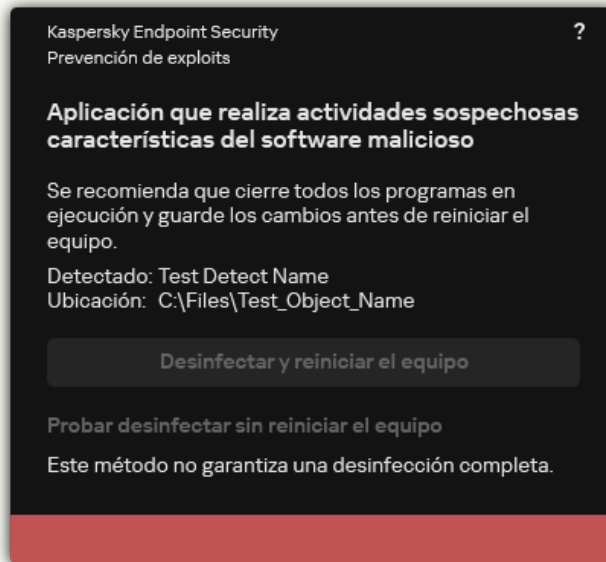 Kaspersky Endpoint Security
?
Prevención de exploits
Aplicación que realiza actividades sospechosas
características del software malicioso
Se recomienda que cierre todos los programas en
ejecución y guarde los cambios antes de reiniciar el
equipo.
Detectado: Test Detect Name
Ubicación: C:\Files\Test_Object_Name
Desinfectar y reiniciar el equipo
Probar desinfectar sin reiniciar el equipo
Este método no garantiza una desinfección completa.